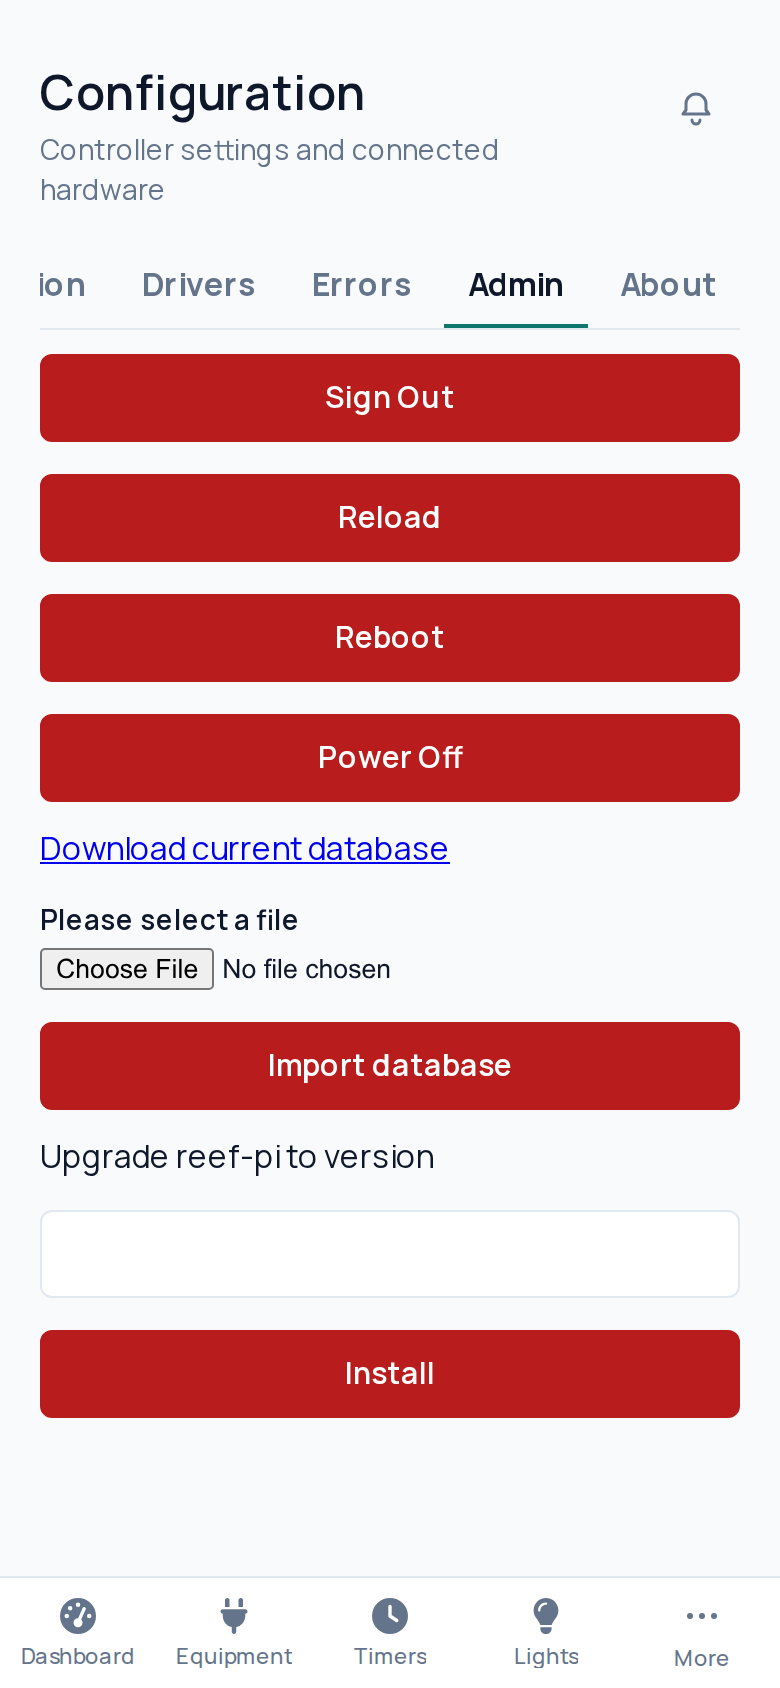 Configuration
Controller settings and connected
hardware
ion Drivers Errors Admin About
Sign Out
Reload
Reboot
Power Off
Download current database
Please select a file
Choose File No file chosen
Import database
Upgrade reef-pi to version
Install
Dashboard Equipment Timers Lights More